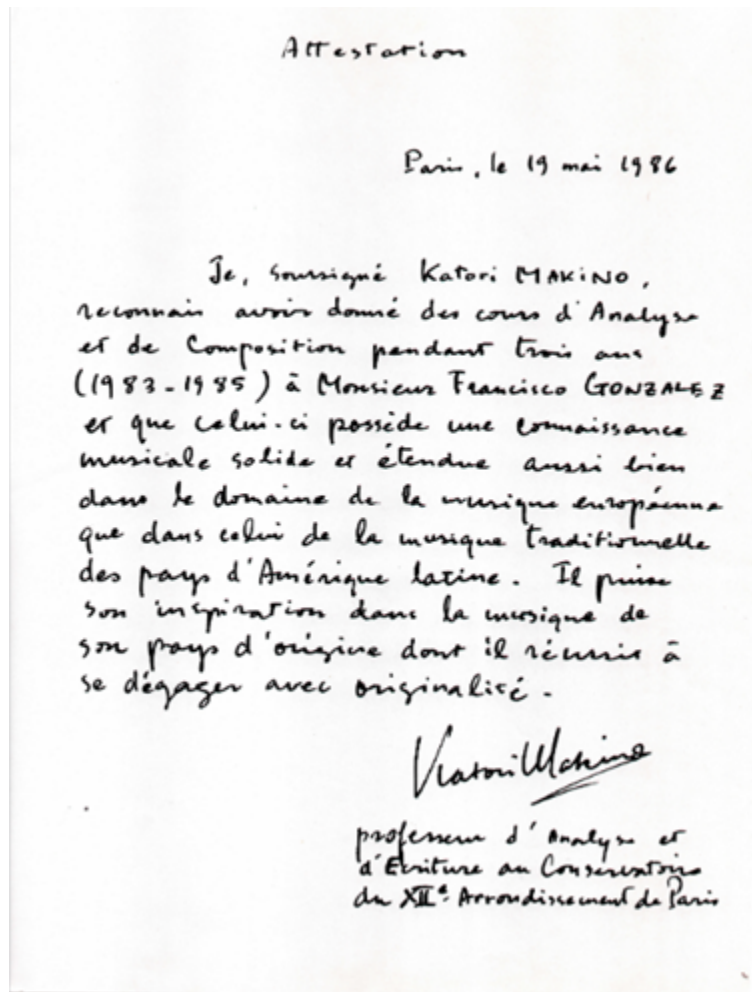 Attestation
Paris, le 19 mai 1986
Je, soussigné Katori MAKINO,
reconnais avoir donné des cours d'Analyse
et de Composition pendant trois ans
(1983-1985) à Monsieur Francisco GONZALEZ
et que celui-ci possède une connaissance
musicale solide et étendue aussi bien
dans le domaine de la musique européenne
que dans celui de la musique traditionnelle
des pays d'Amérique latine. Il puise
son inspiration dans la musique de
son pays d'origine dont il réussit à
se dégager avec originalité.
Katori Makino
professeur d'Analyse et
d'Ecriture au Conservatoire
du XIIe Arrondissement de Paris